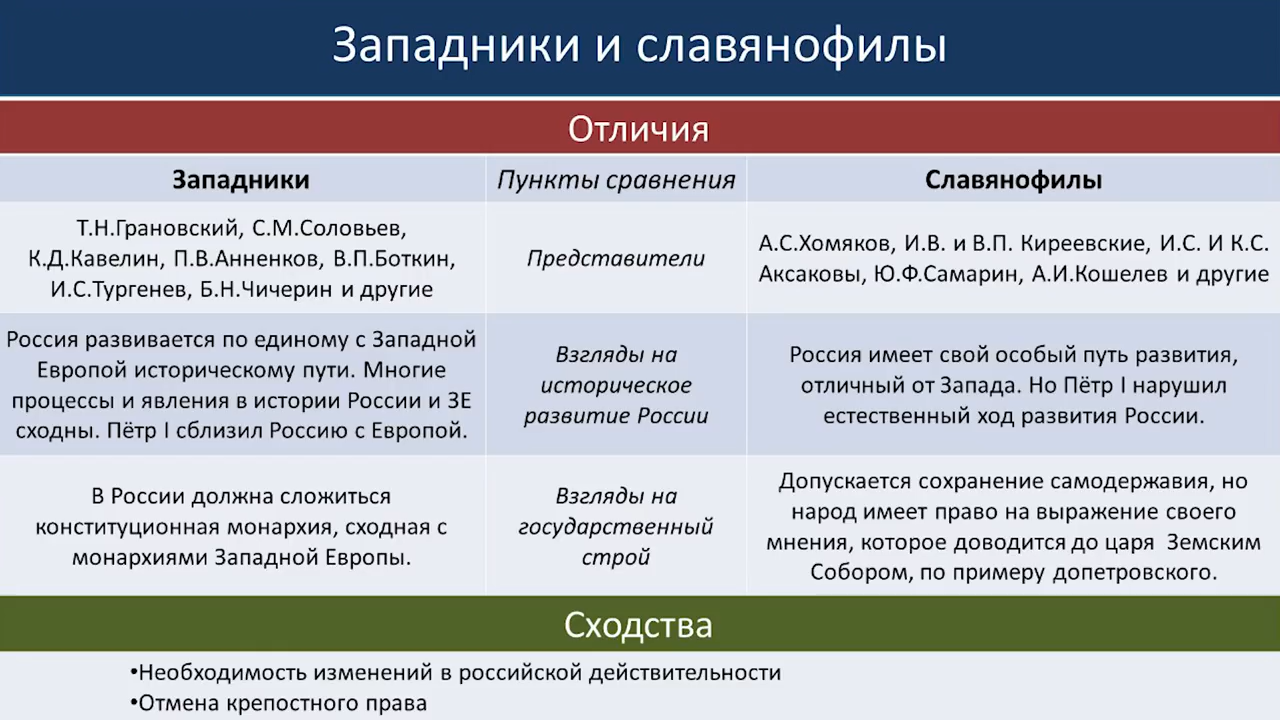 Западники и славянофилы
Отличия
Западники
Пункты сравнения
Славянофилы
Т.Н.Грановский, С.М.Соловьев,
К.Д.Кавелин, П.В.Анненков, В.П.Боткин,
И.С.Тургенев, Б.Н.Чичерин и другие
Представители
А.С.Хомяков, И.В. и В.П. Киреевские, И.С. И К.С.
Аксаковы, Ю.Ф.Самарин, А.И.Кошелев и другие
Россия развивается по единому с Западной
Европой историческому пути. Многие
процессы и явления в истории России и ЗЕ
сходны. Пётр I сблизил Россию с Европой.
Взгляды на
историческое
развитие России
Россия имеет свой особый путь развития,
отличный от Запада. Но Пётр I нарушил
естественный ход развития России.
В России должна сложиться
конституционная монархия, сходная с
монархиями Западной Европы.
Взгляды на
государственный
строй
Допускается сохранение самодержавия, но
народ имеет право на выражение своего
мнения, которое доводится до царя Земским
Собором, по примеру допетровского.
Сходства
•Необходимость изменений в российской действительности
•Отмена крепостного права